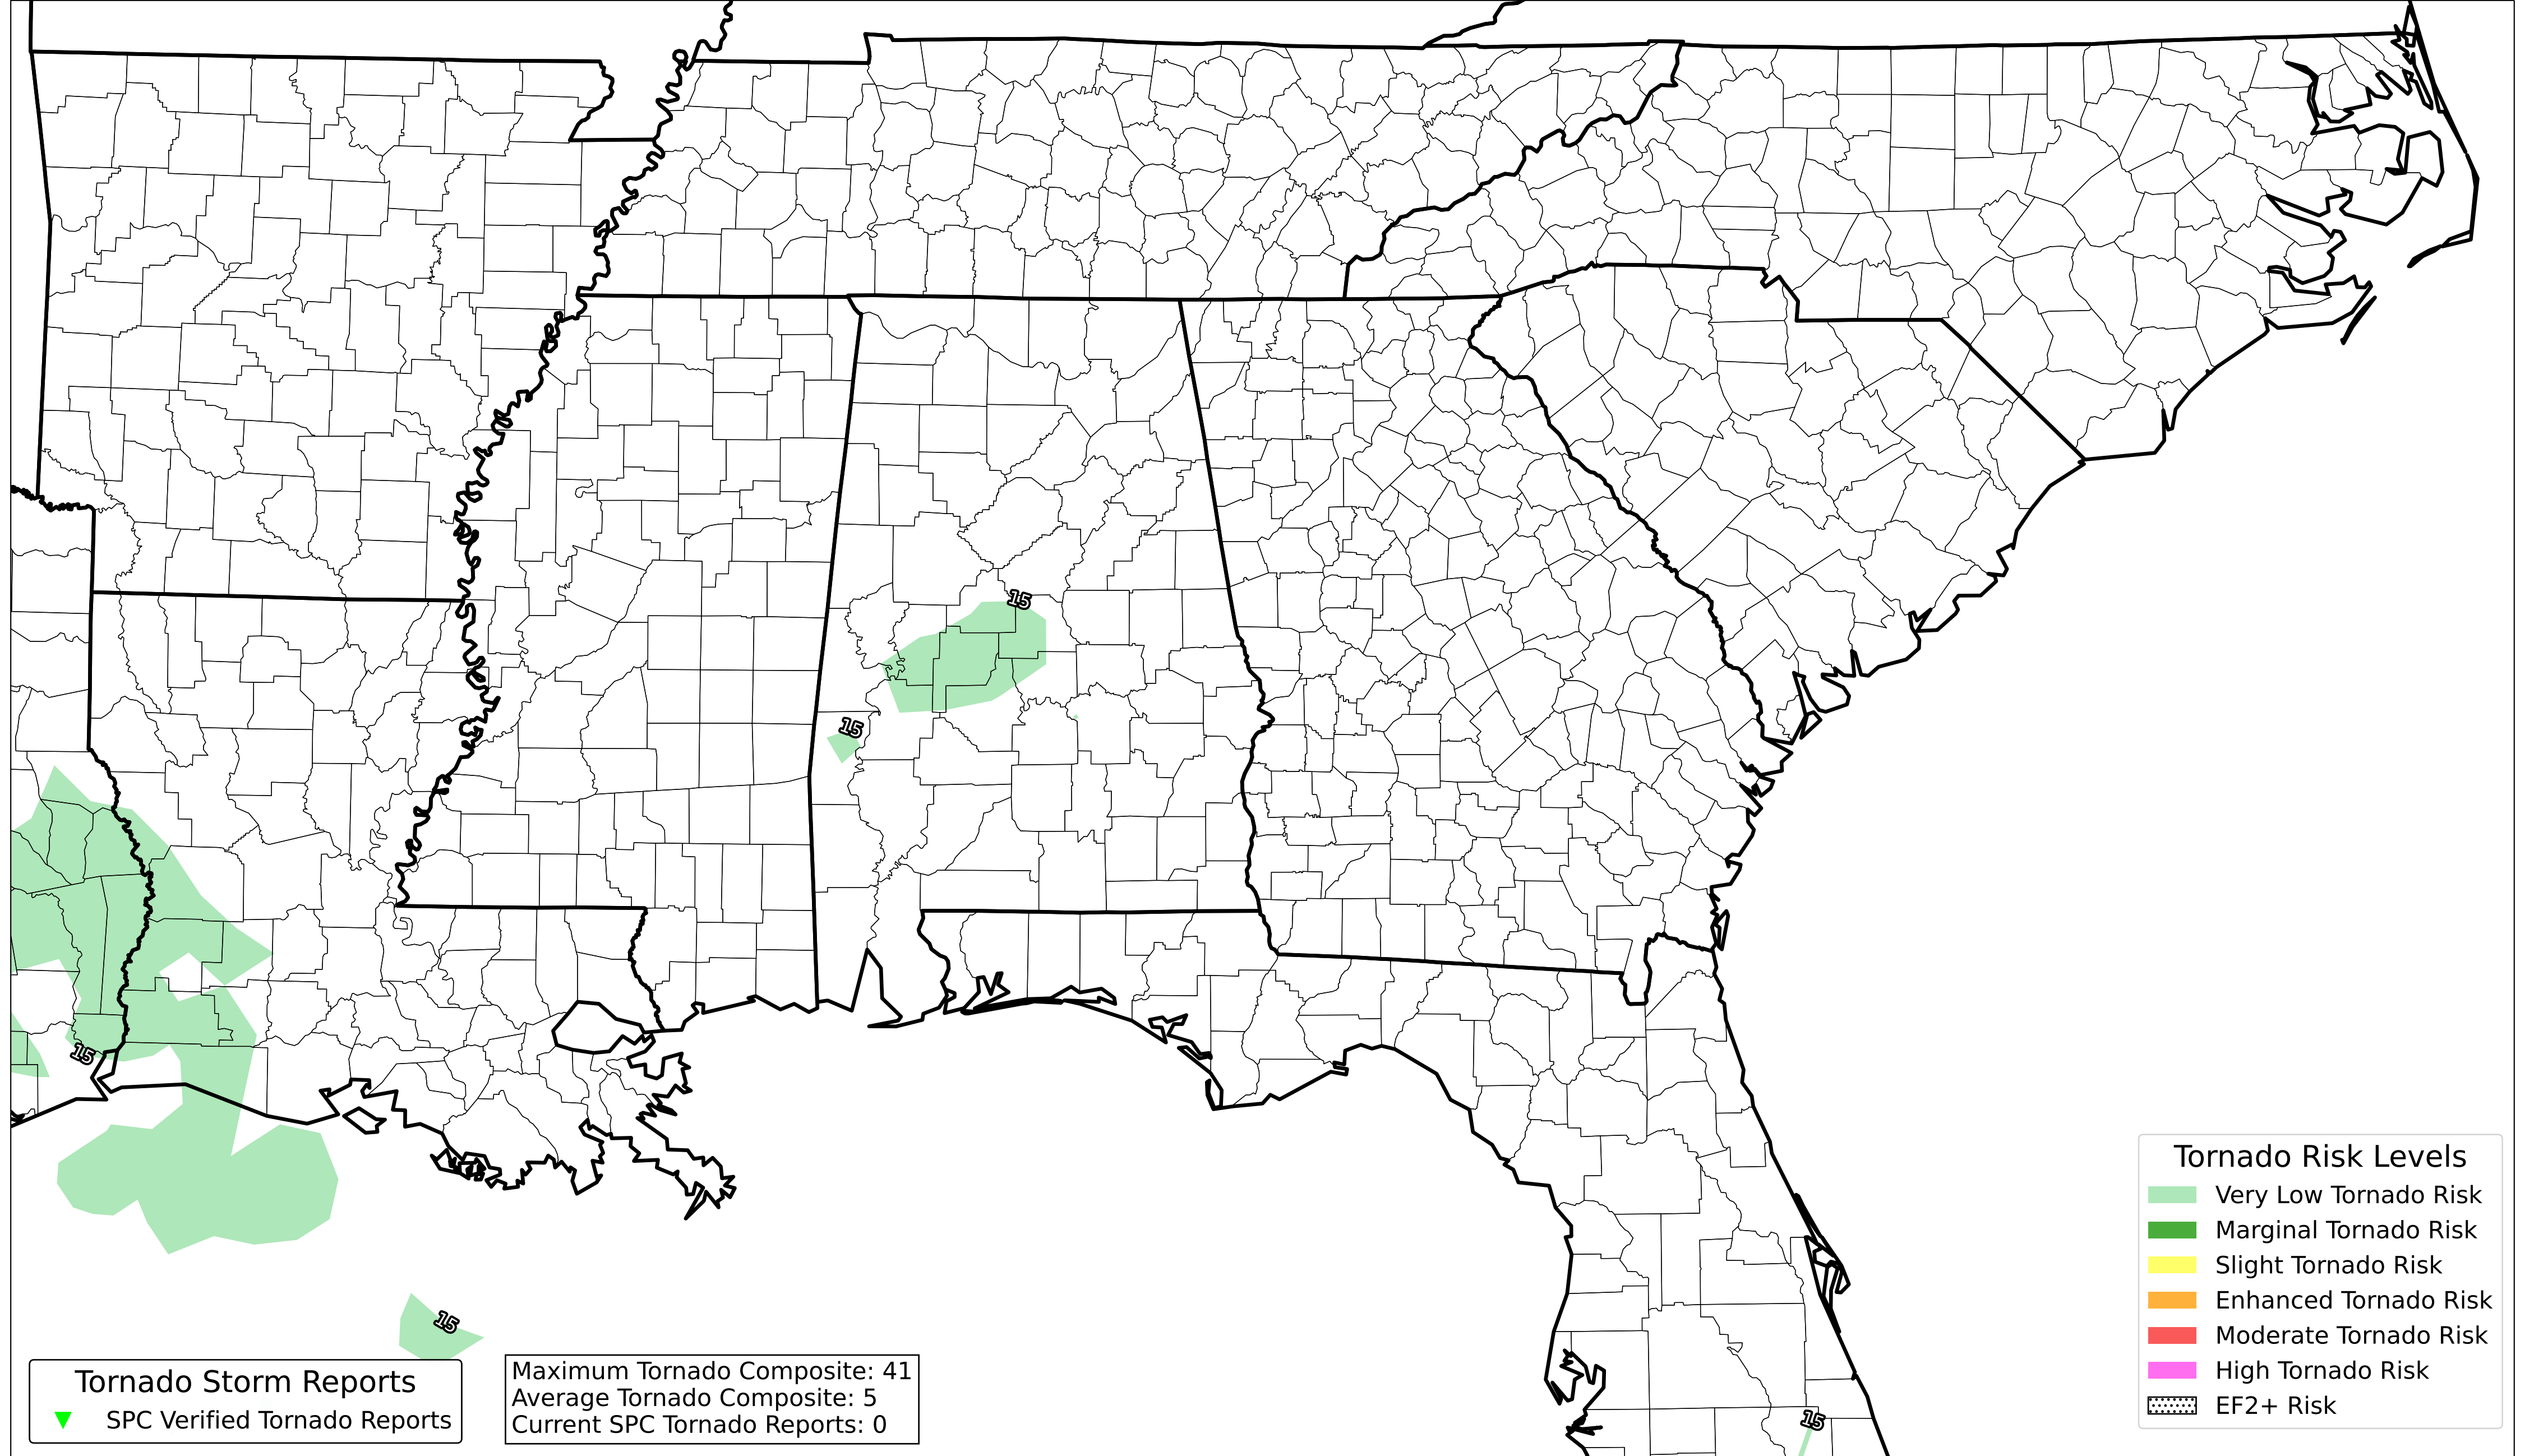 15
15
15
15
15
Tornado Storm Reports
SPC Verified Tornado Reports
Maximum Tornado Composite: 41
Average Tornado Composite: 5
Current SPC Tornado Reports: 0
Tornado Risk Levels
Very Low Tornado Risk
Marginal Tornado Risk
Slight Tornado Risk
Enhanced Tornado Risk
Moderate Tornado Risk
High Tornado Risk
EF2+ Risk